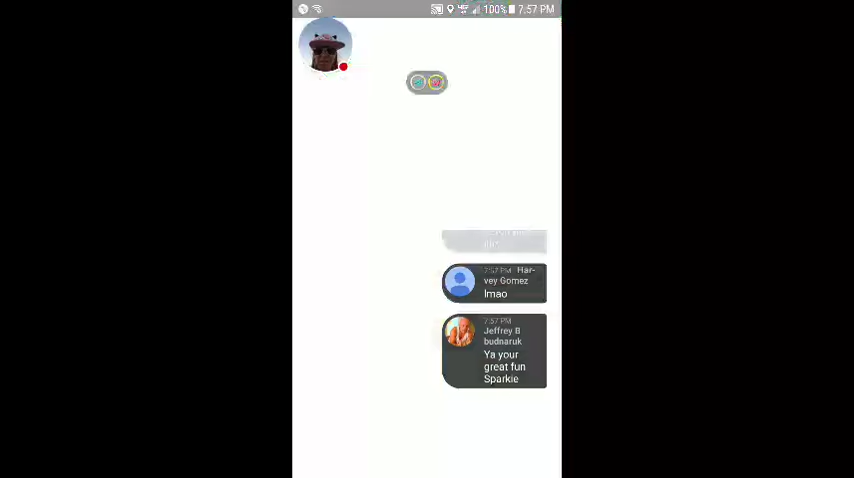 100% 7:57 PM
7:57 PM Har-
vey Gomez
lmao
7:57 PM
Jeffrey B
budnaruk
Ya your
great fun
Sparkie